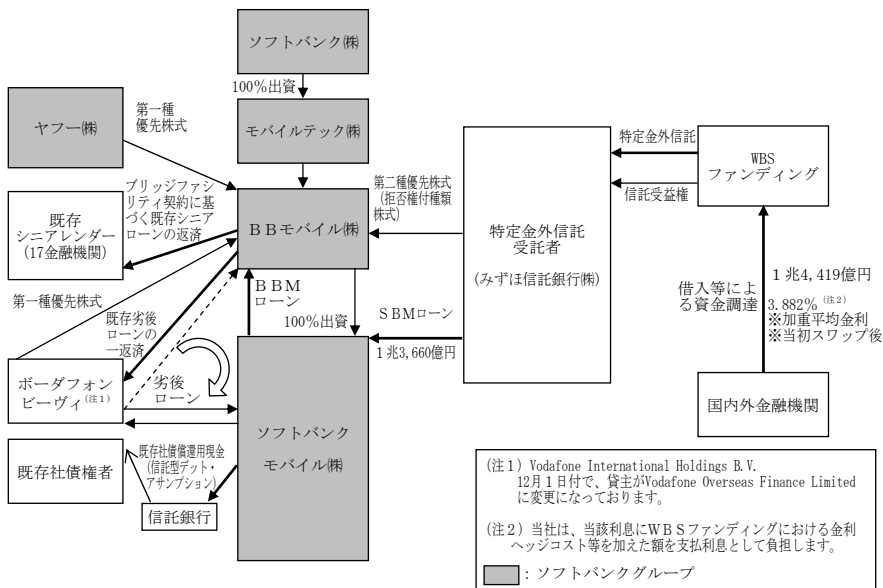 ソフトバンク㈱
100％出資
第一種
優先株式
ヤフー㈱
モバイルテック㈱
ブリッジファシ
リティ契約に基
づく既存シニア
ローンの返済
第二種優先株式
(拒否権付種類
株式)
特定金外信託
信託受益権
WBS
ファンディング
既存
シニアレンダー
(17金融機関)
ＢＢモバイル㈱
特定金外信託
受託者
(みずほ信託銀行㈱)
第一種優先株式
既存劣後
ローンの
一返済
ＢＢＭ
ローン
100％出資
ＳＢＭローン
1兆3,660億円
借入等によ
る資金調達
1兆4,419億円
3.882％(注2)
※加重平均金利
※当初スワップ後
ボーダフォン
ビーヴィ(注1)
劣後
ローン
国内外金融機関
ソフトバンク
モバイル㈱
既存社債権者
既存社債償還用現金
(信託型デット・
アサンプション)
信託銀行
(注1) Vodafone International Holdings B.V.
12月1日付で、貸主がVodafone Overseas Finance Limited
に変更になっております。
(注2) 当社は、当該利息にＷＢＳファンディングにおける金利
ヘッジコスト等を加えた額を支払利息として負担します。
：ソフトバンクグループ